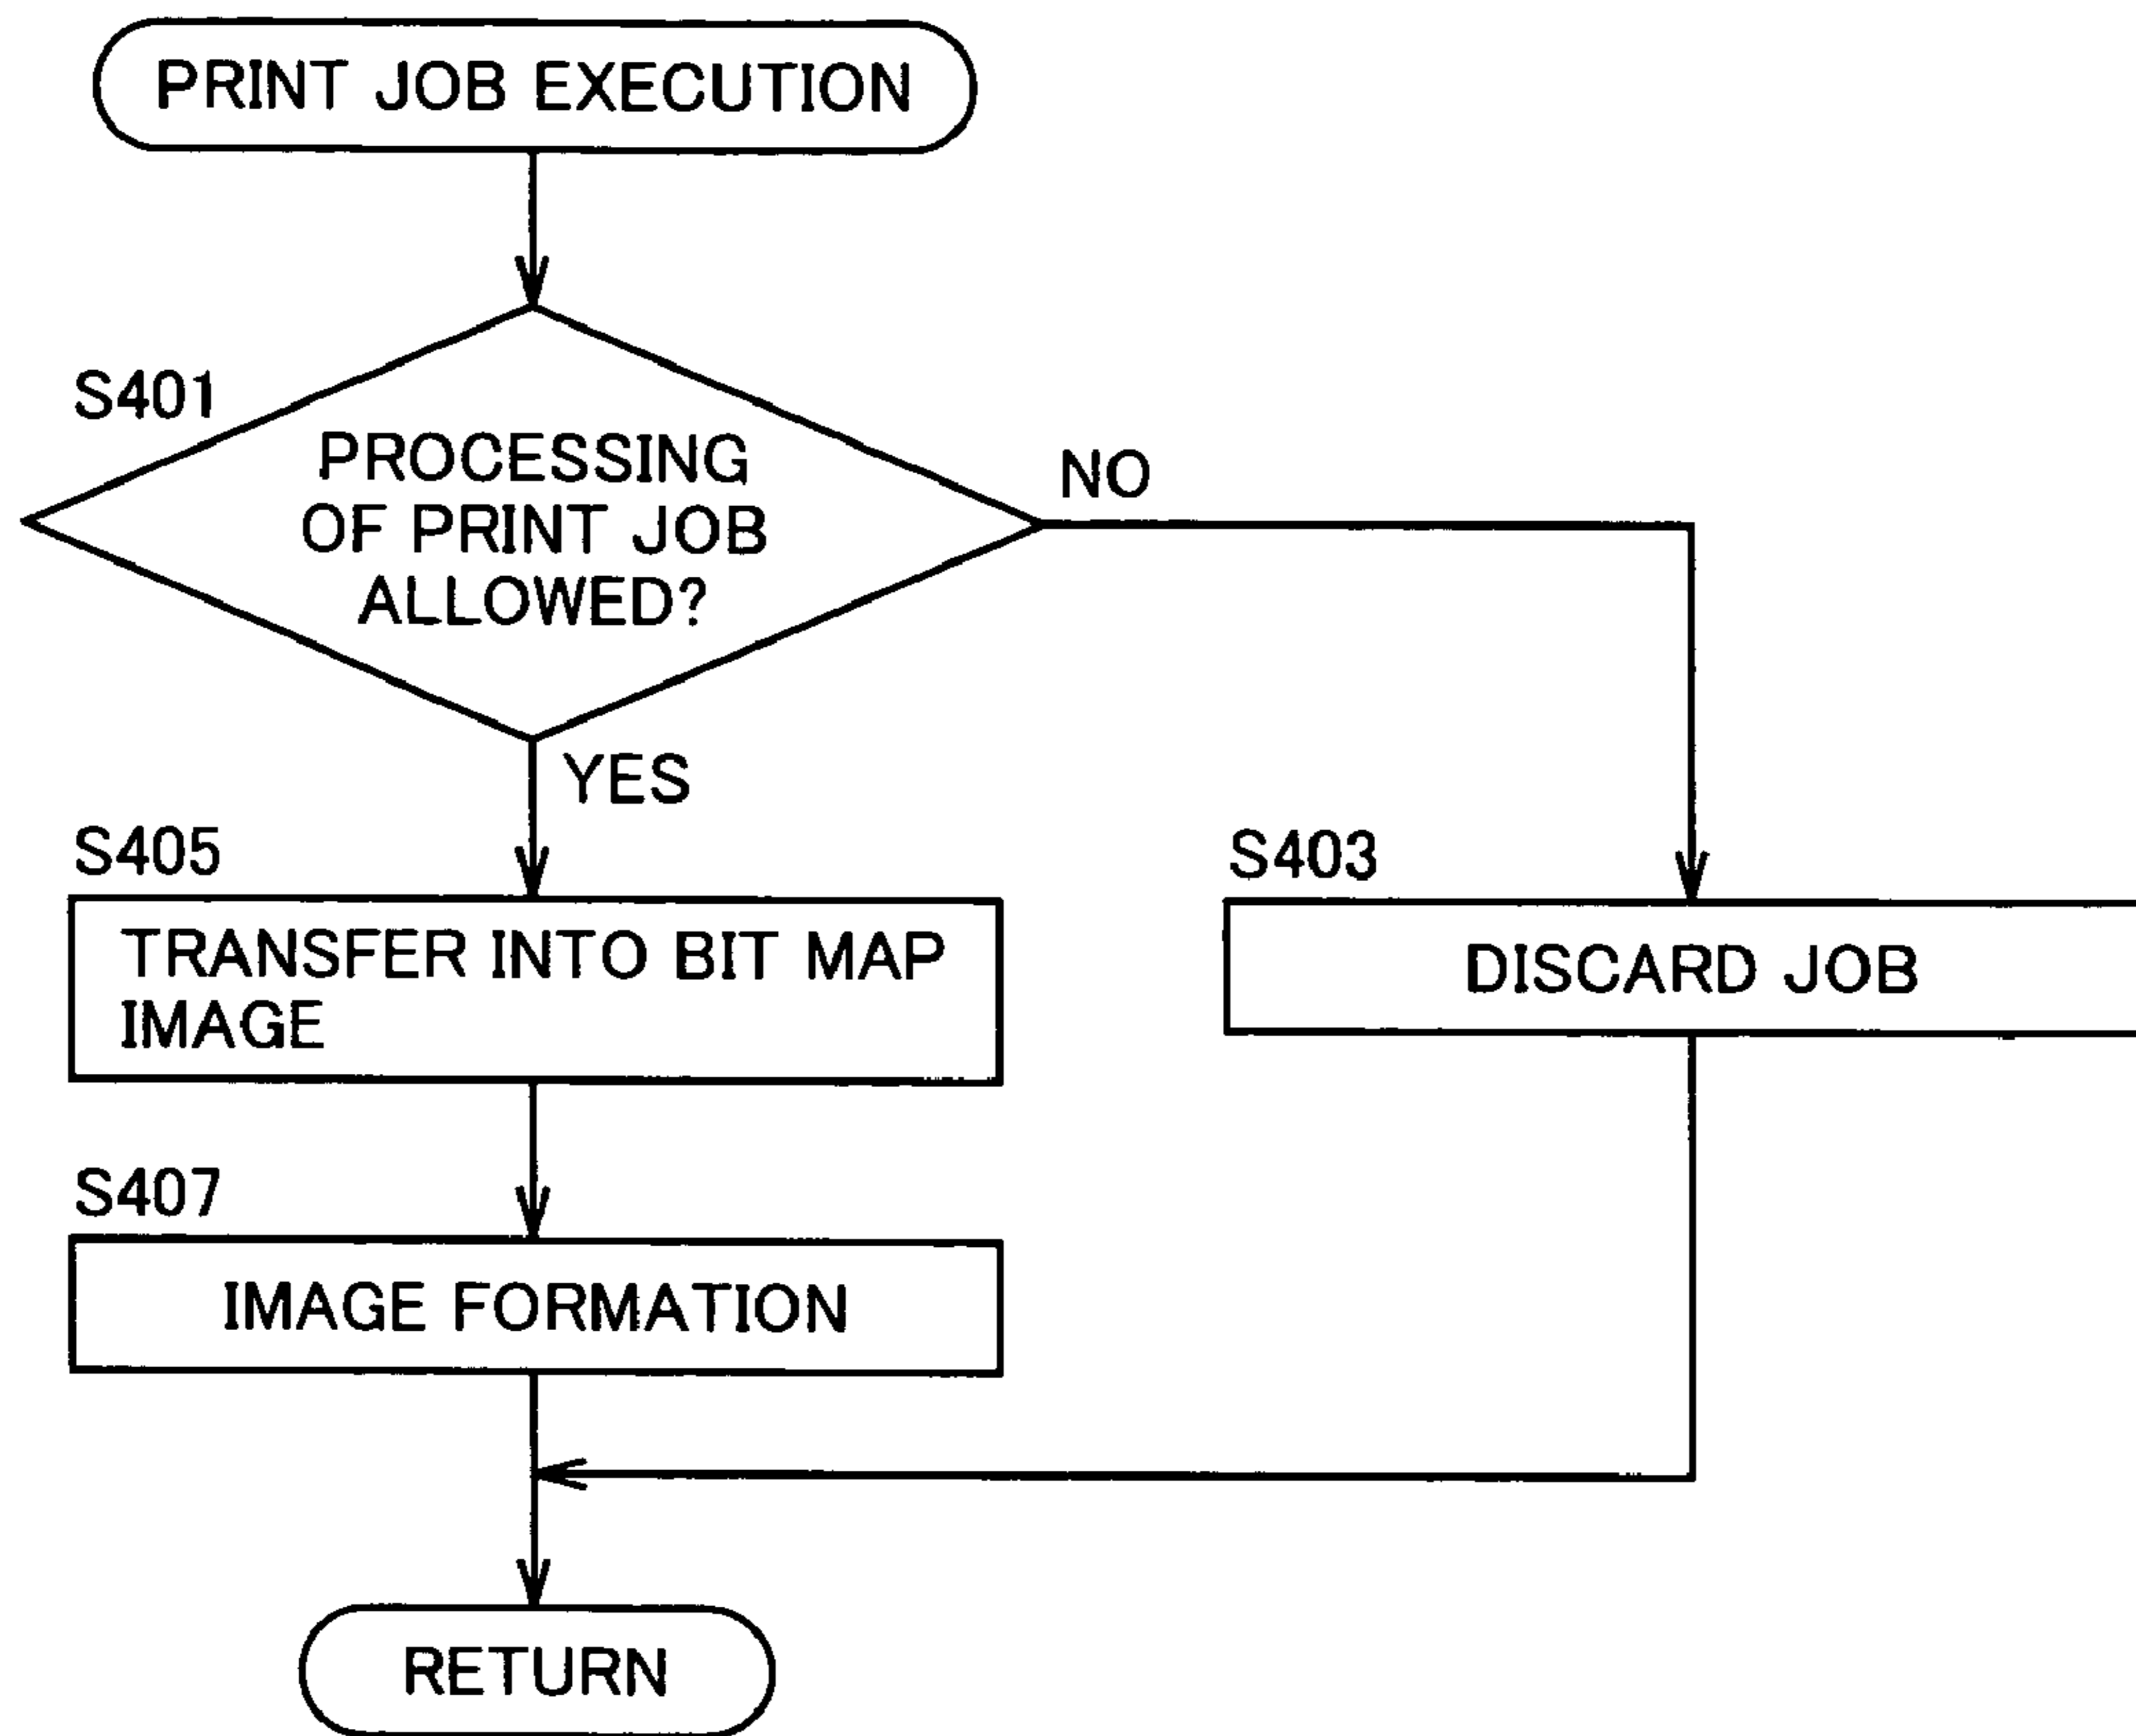 PRINT JOB EXECUTION
S401
PROCESSING
OF PRINT JOB
ALLOWED?
NO
YES
S405
TRANSFER INTO BIT MAP
IMAGE
S403
DISCARD JOB
S407
IMAGE FORMATION
RETURN